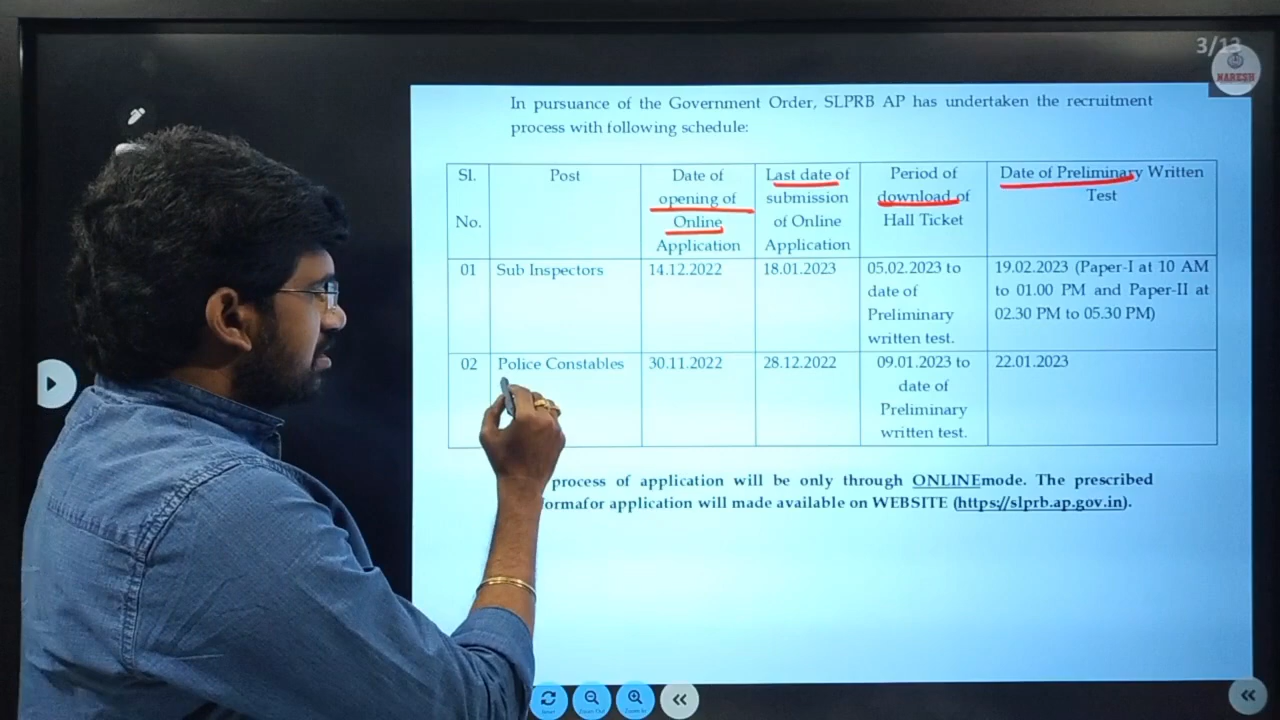 3/13
NARESH
In pursuance of the Government Order, SLPRB AP has undertaken the recruitment
process with following schedule:
Sl. No.
Post
Date of
opening of
Online
Application
Last date of
submission
of Online
Application
Period of
download of
Hall Ticket
Date of Preliminary Written
Test
01
Sub Inspectors
14.12.2022
18.01.2023
05.02.2023 to
date of
Preliminary
written test.
19.02.2023 (Paper-I at 10 AM
to 01.00 PM and Paper-II at
02.30 PM to 05.30 PM)
02
Police Constables
30.11.2022
28.12.2022
09.01.2023 to
date of
Preliminary
written test.
22.01.2023
process of application will be only through ONLINEmode. The prescribed
ormafor application will made available on WEBSITE (https://slprb.ap.gov.in).
Zoom Out
Zoom In